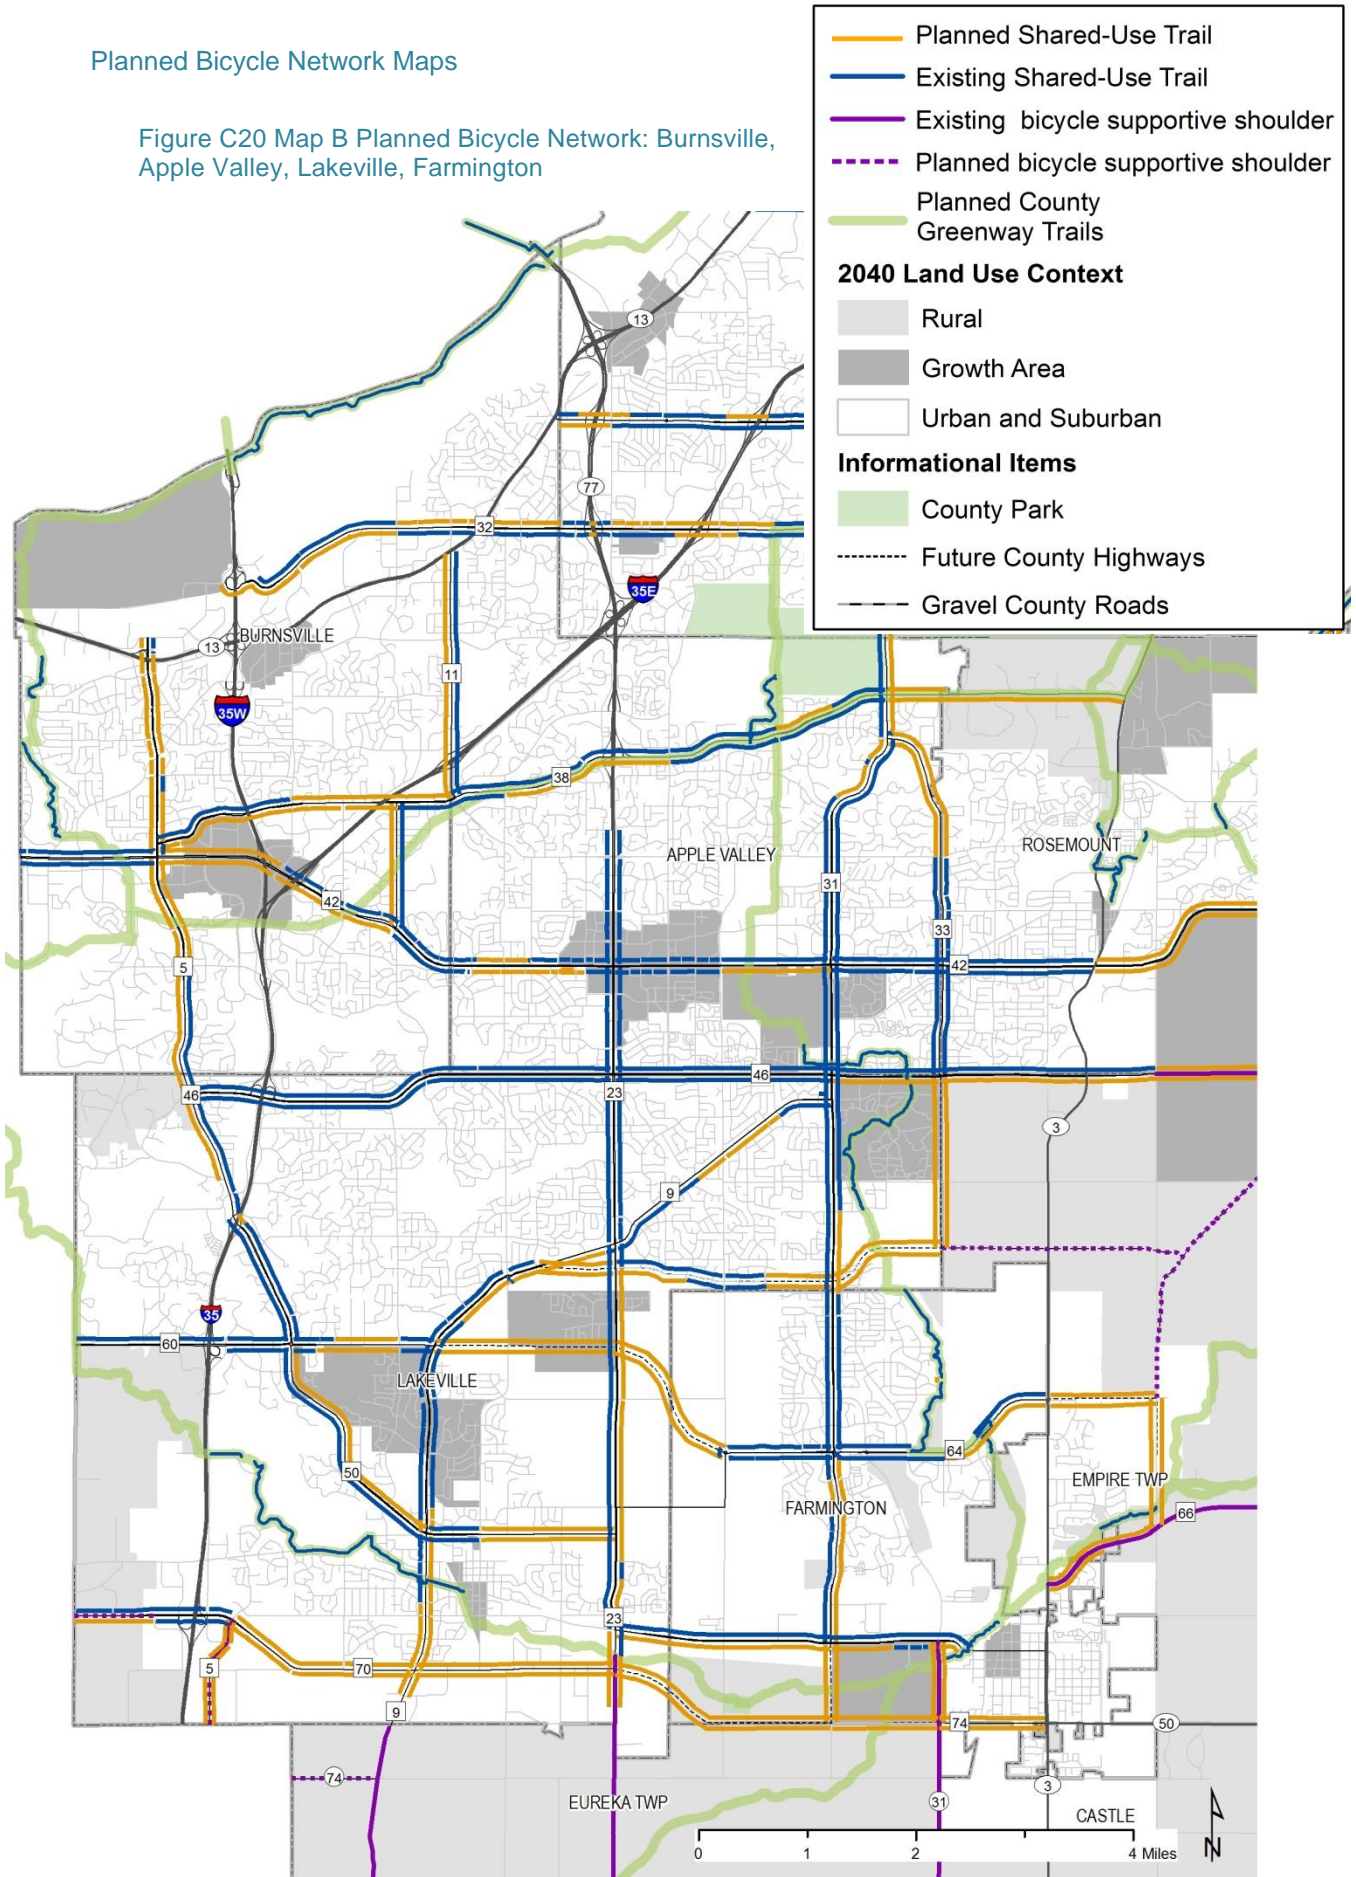 Planned Bicycle Network Maps
Figure C20 Map B Planned Bicycle Network: Burnsville,
Apple Valley, Lakeville, Farmington
Planned Shared-Use Trail
Existing Shared-Use Trail
Existing bicycle supportive shoulder
Planned bicycle supportive shoulder
Planned County
Greenway Trails
2040 Land Use Context
Rural
Growth Area
Urban and Suburban
Informational Items
County Park
Future County Highways
Gravel County Roads
13
77
32
35E
13
BURNSVILLE
11
35W
38
APPLE VALLEY
ROSEMOUNT
31
42
33
5
42
46
46
23
3
9
35
60
LAKEVILLE
64
50
EMPIRE TWP
FARMINGTON
66
23
5
70
9
74
50
74
3
EUREKA TWP
31
CASTLE
0
1
2
4 Miles
N